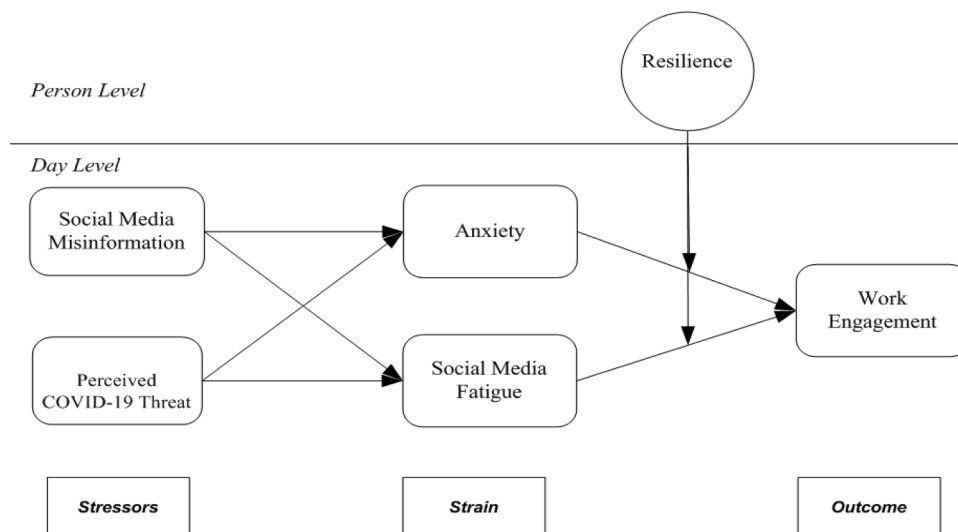 Resilience
Person Level
Day Level
Social Media
Misinformation
Anxiety
Work
Engagement
Perceived
COVID-19 Threat
Social Media
Fatigue
Stressors
Strain
Outcome